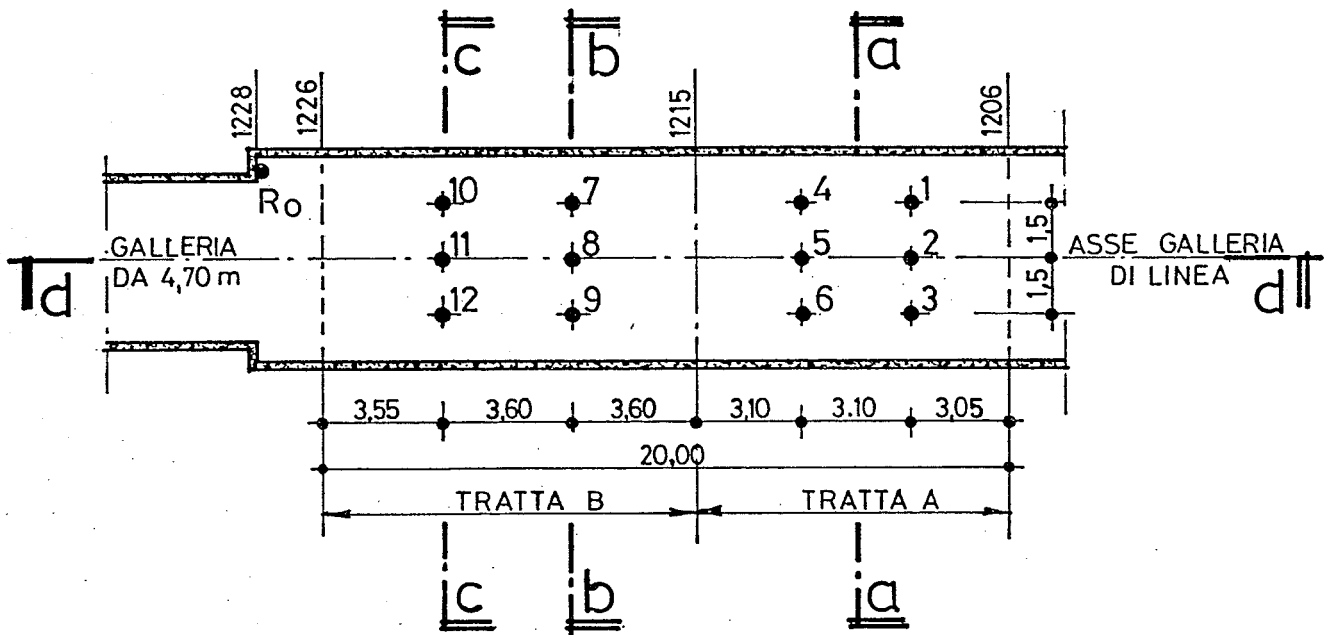 c b a
1228 1226 1215 1206
10 7 4 1
Ro
11 8 5 2
GALLERIA
DA 4,70 m
ASSE GALLERIA
DI LINEA
1,5
1,5
d d
12 9 6 3
3,55 3,60 3,60 3,10 3.10 3,05
20,00
TRATTA B TRATTA A
c b a